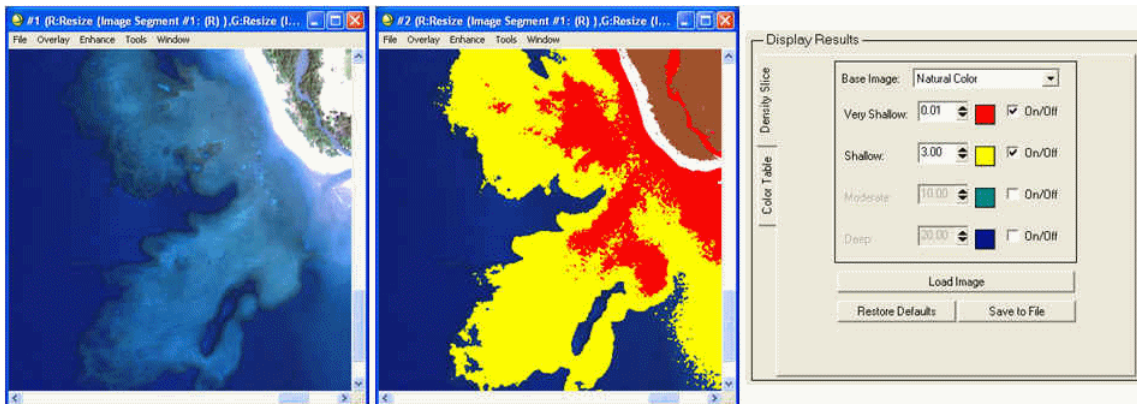 #1 (R:Resize (Image Segment #1: (R) ),G:Resize (I...
File Overlay Enhance Tools Window
#2 (R:Resize (Image Segment #1: (R) ),G:Resize (I...
File Overlay Enhance Tools Window
Display Results
Density Slice
Color Table
Base Image: Natural Color
Very Shallow: 0.01 On/Off
Shallow: 3.00 On/Off
Moderate: 10.00 On/Off
Deep: 20.00 On/Off
Load Image
Restore Defaults Save to File